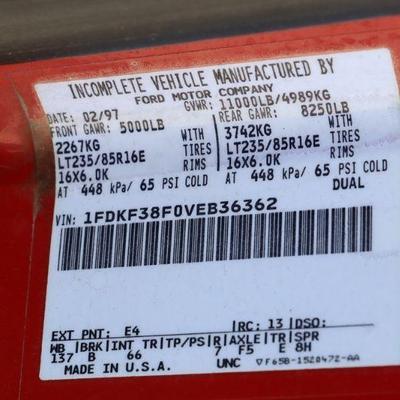 INCOMPLETE VEHICLE MANUFACTURED BY
FORD MOTOR COMPANY
DATE: 02/97 GVWR: 11000LB/4989KG
FRONT GAWR: 5000LB REAR GAWR: 8250LB
2267KG WITH 3742KG WITH
LT235/85R16E TIRES LT235/85R16E TIRES
16X6.0K RIMS 16X6.0K RIMS
AT 448 kPa/ 65 PSI COLD AT 448 kPa/ 65 PSI COLD
DUAL
VIN: 1FDKF38F0VEB36362
EXT PNT: E4 RC: 13 DSO:
WB BRK INT TR TP/PS R AXLE TR SPR
137 B 66 7 F5 E 8H
MADE IN U.S.A. UNC ▽F65B-1520472-AA